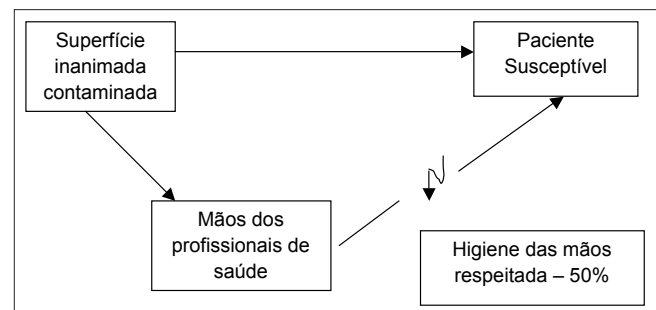 Superfície
inanimada
contaminada
Paciente
Susceptível
Mãos dos
profissionais de
saúde
Higiene das mãos
respeitada – 50%